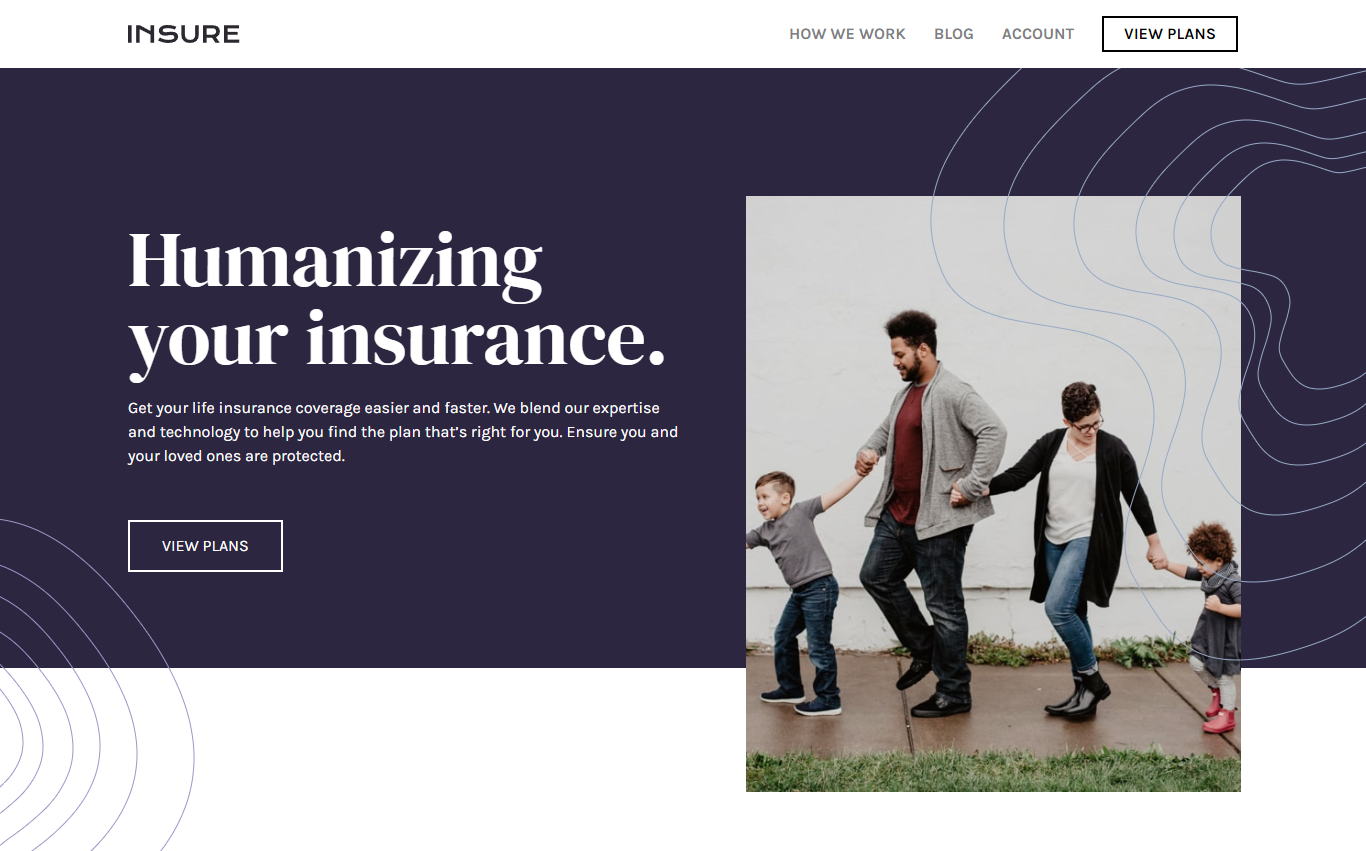 INSURE
HOW WE WORK
BLOG
ACCOUNT
VIEW PLANS
Humanizing
your insurance.
Get your life insurance coverage easier and faster. We blend our expertise
and technology to help you find the plan that’s right for you. Ensure you and
your loved ones are protected.
VIEW PLANS